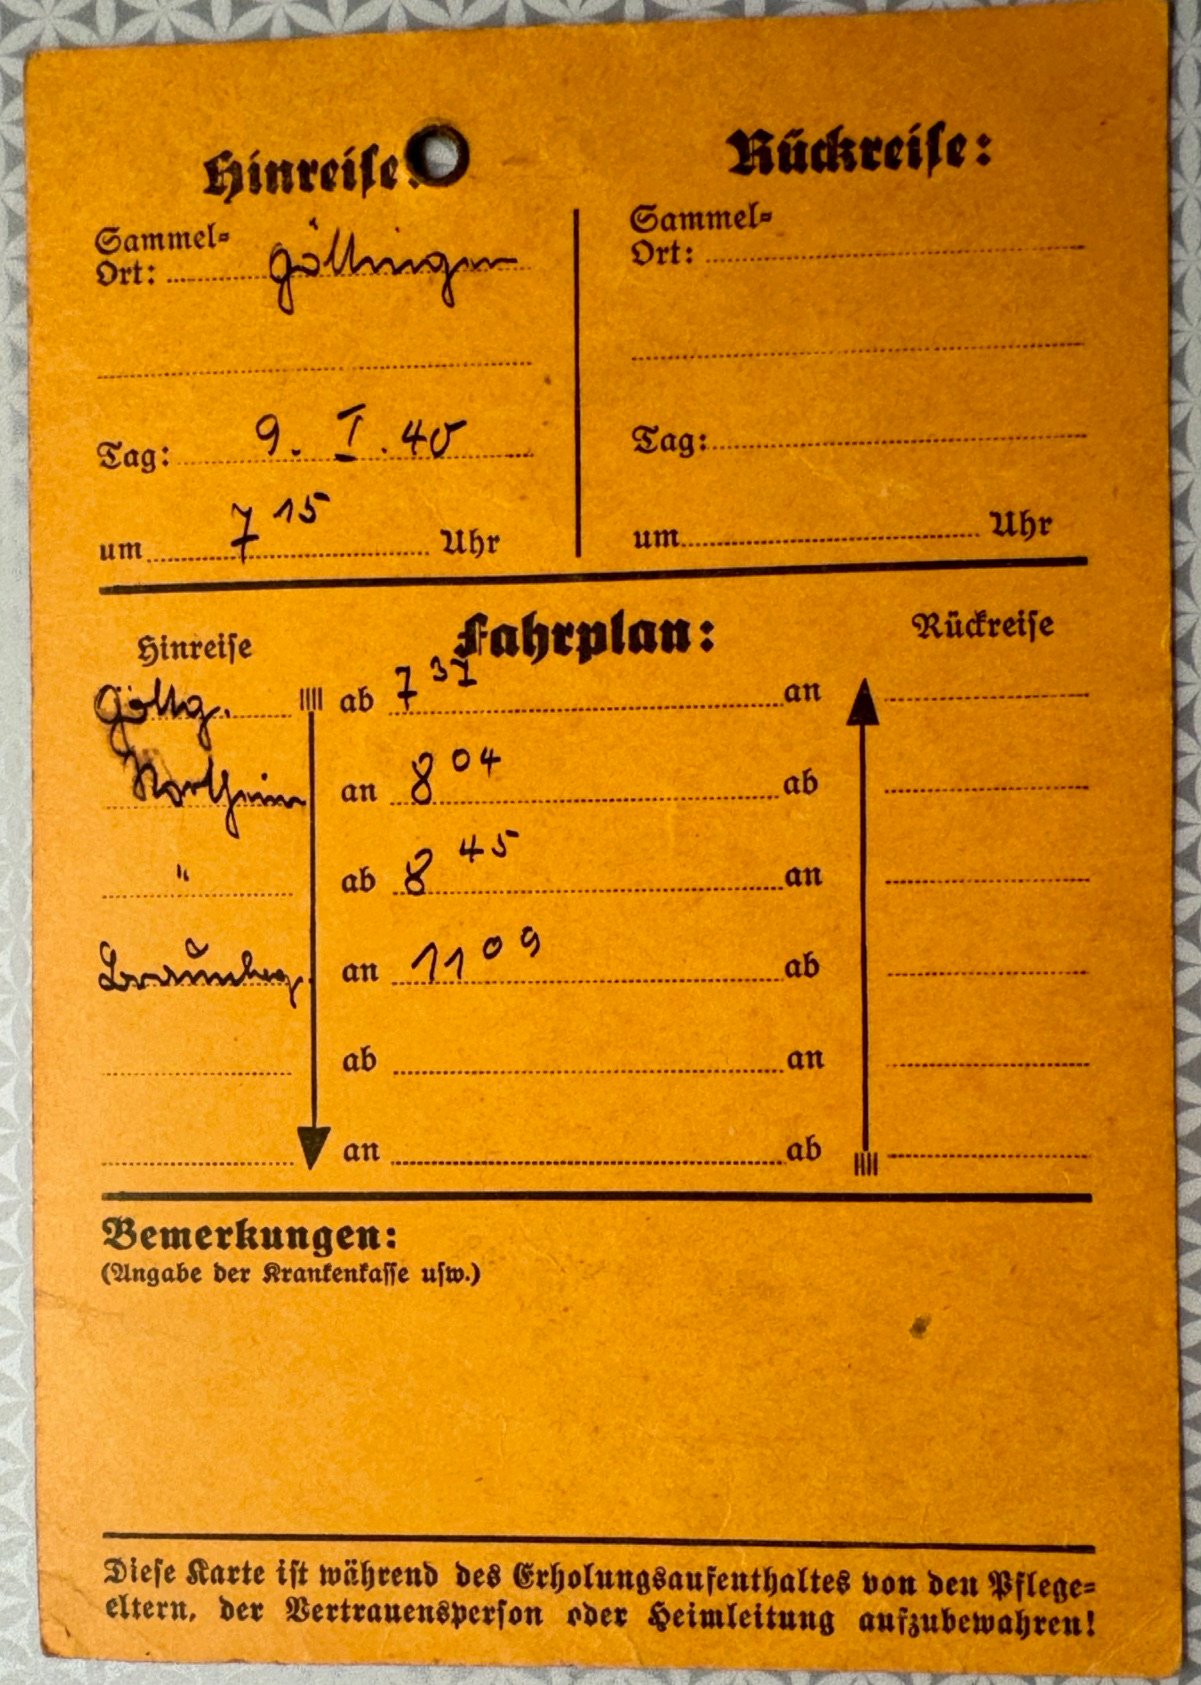 Hinreise:
Sammel-
Ort: Göttingen
Tag: 9. I. 40
um 7 15 Uhr
Rückreise:
Sammel-
Ort:
Tag:
um Uhr
Fahrplan:
Hinreise Rückreise
Göttg. ab 7 31 an
Northeim an 8 04 ab
" ab 8 45 an
an 11 09 ab
ab an
an ab
Bemerkungen:
(Angabe der Krankenkasse usw.)
Diese Karte ist während des Erholungsaufenthaltes von den Pflege-
eltern, der Vertrauensperson oder Heimleitung aufzubewahren!